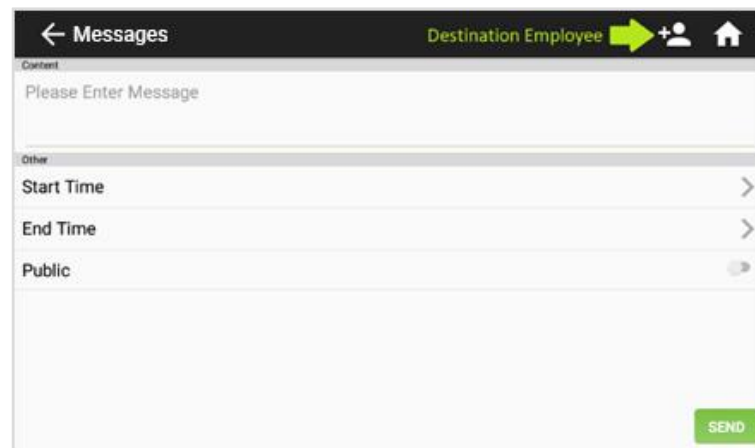 Messages Destination Employee
Content
Please Enter Message
Other
Start Time
End Time
Public
SEND